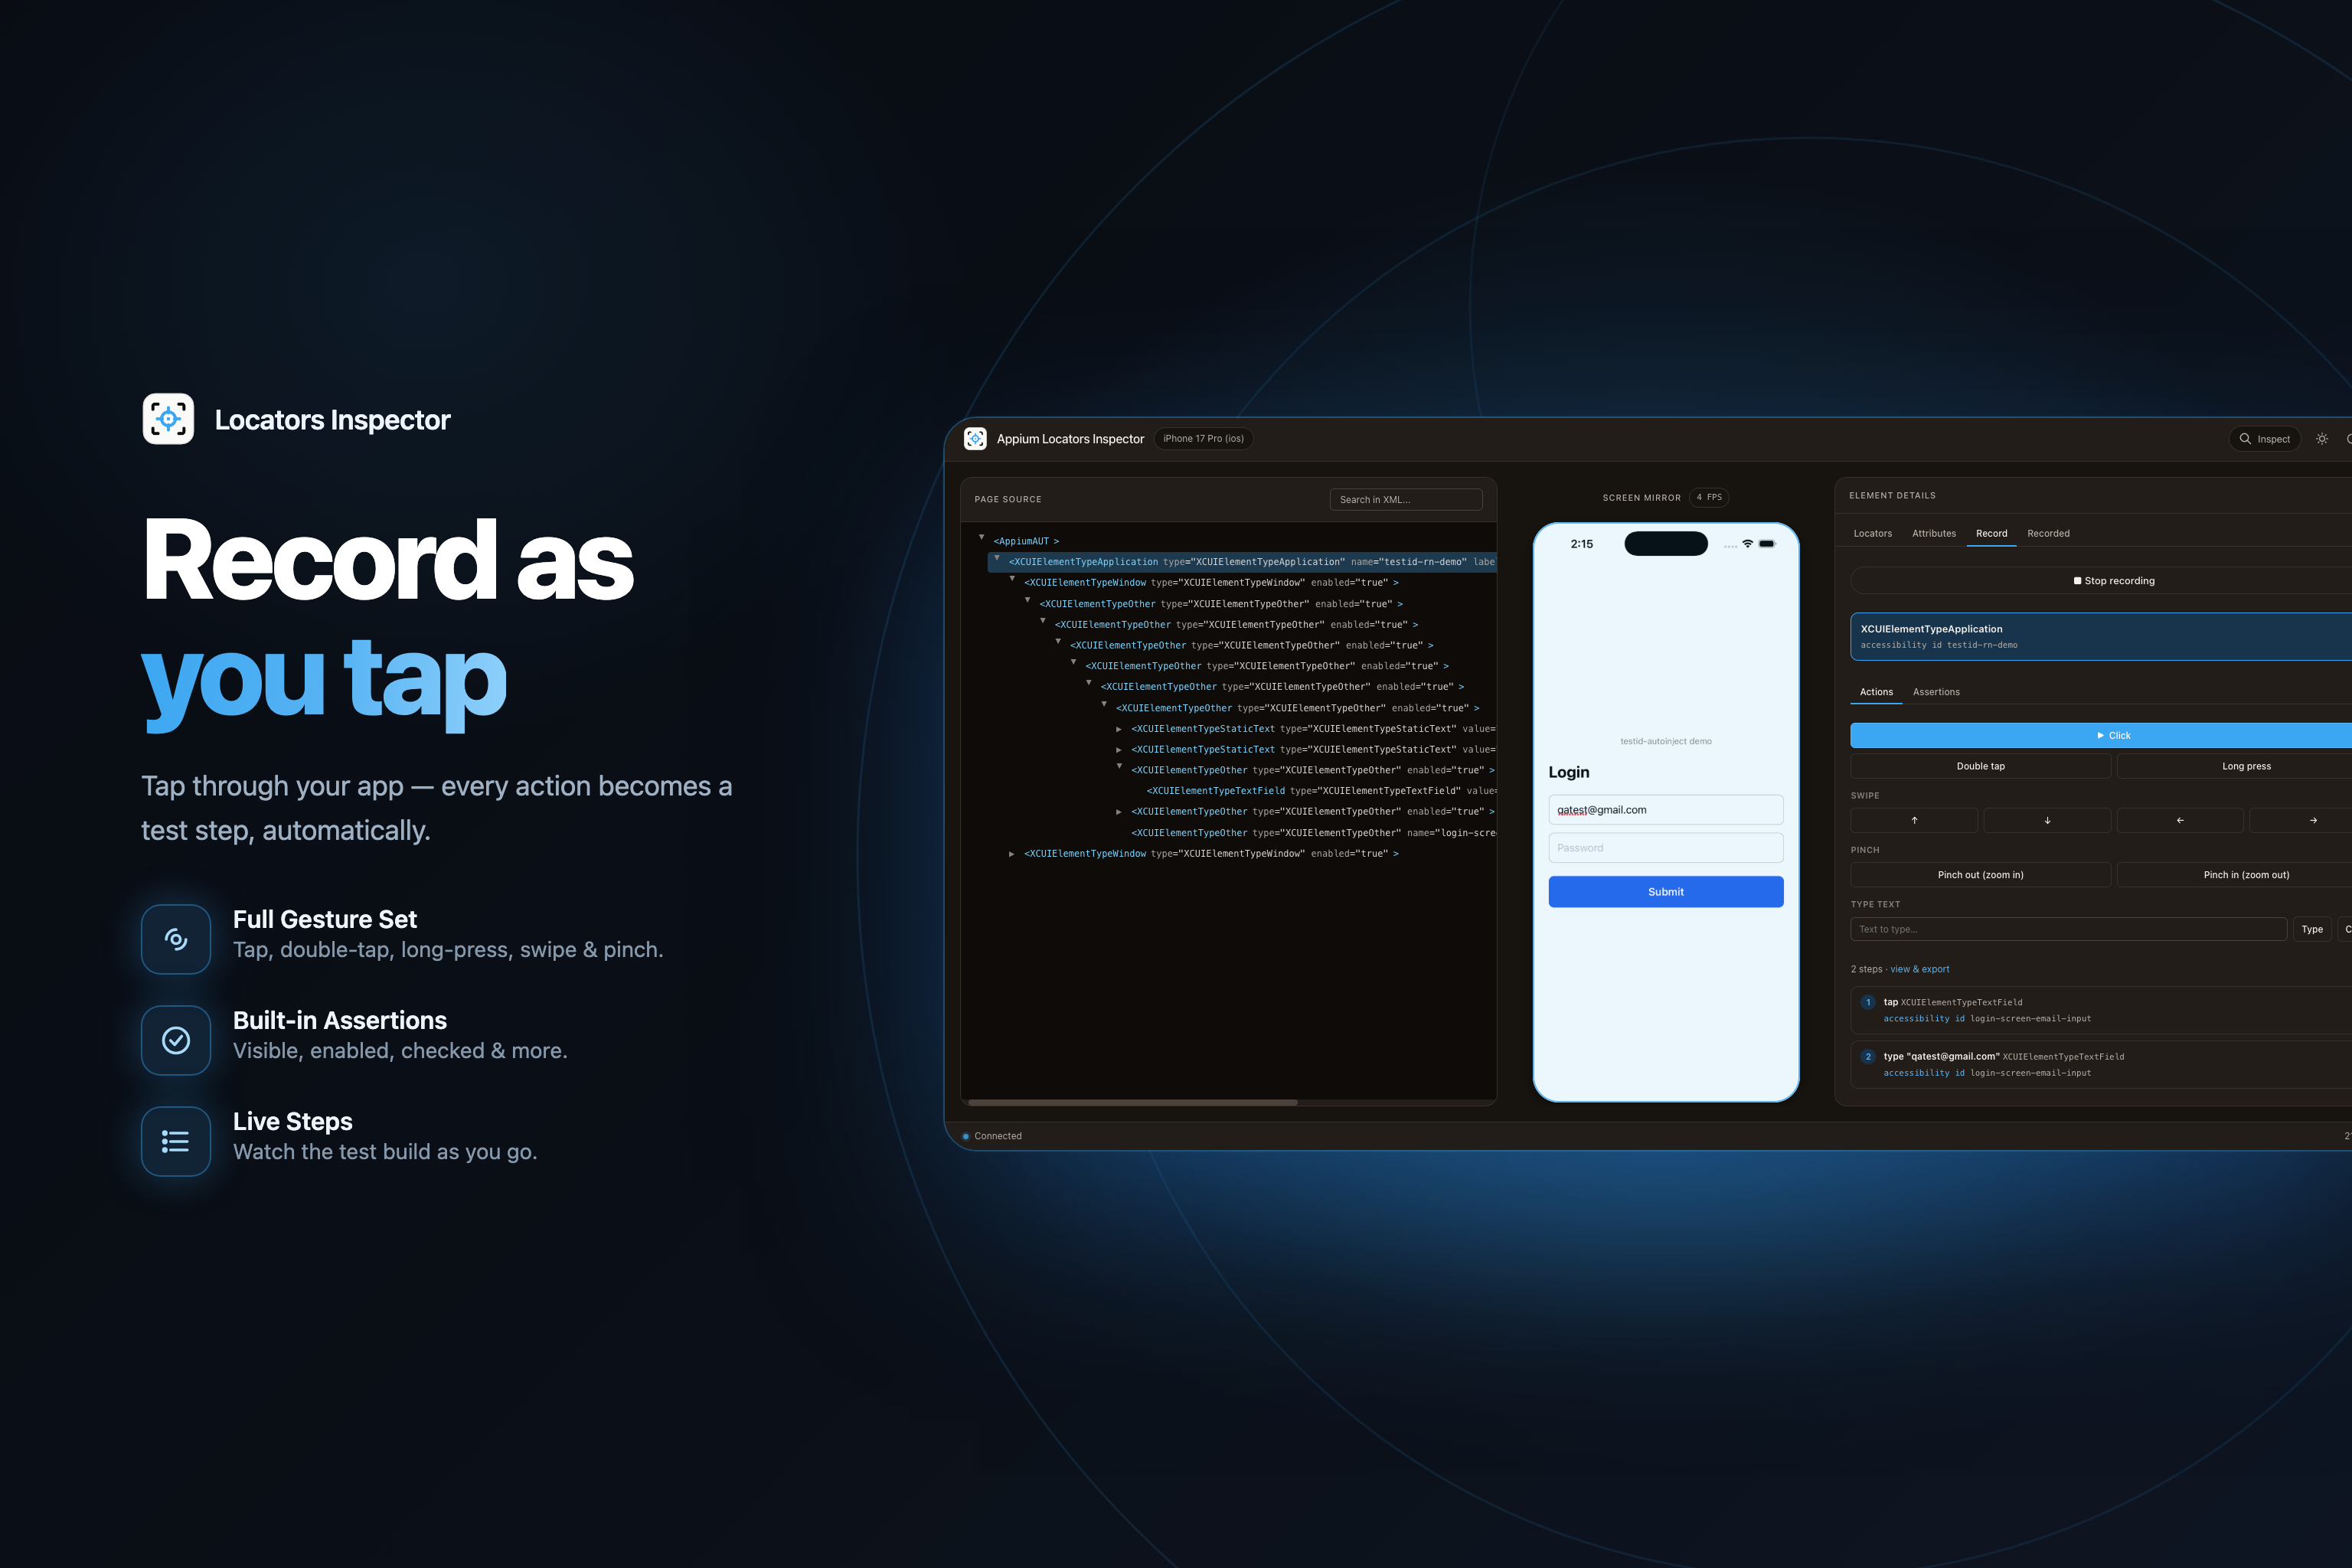 Locators Inspector
Record as
you tap
Tap through your app — every action becomes a
test step, automatically.
Full Gesture Set
Tap, double-tap, long-press, swipe & pinch.
Built-in Assertions
Visible, enabled, checked & more.
Live Steps
Watch the test build as you go.
Appium Locators Inspector
iPhone 17 Pro (ios)
Inspect
PAGE SOURCE
Search in XML...
<AppiumAUT >
<XCUIElementTypeApplication type="XCUIElementTypeApplication" name="testid-rn-demo" labe
<XCUIElementTypeWindow type="XCUIElementTypeWindow" enabled="true" >
<XCUIElementTypeOther type="XCUIElementTypeOther" enabled="true" >
<XCUIElementTypeOther type="XCUIElementTypeOther" enabled="true" >
<XCUIElementTypeOther type="XCUIElementTypeOther" enabled="true" >
<XCUIElementTypeOther type="XCUIElementTypeOther" enabled="true" >
<XCUIElementTypeOther type="XCUIElementTypeOther" enabled="true" >
<XCUIElementTypeOther type="XCUIElementTypeOther" enabled="true" >
<XCUIElementTypeStaticText type="XCUIElementTypeStaticText" value=
<XCUIElementTypeStaticText type="XCUIElementTypeStaticText" value=
<XCUIElementTypeOther type="XCUIElementTypeOther" enabled="true" >
<XCUIElementTypeTextField type="XCUIElementTypeTextField" value=
<XCUIElementTypeOther type="XCUIElementTypeOther" enabled="true" >
<XCUIElementTypeOther type="XCUIElementTypeOther" name="login-scre
<XCUIElementTypeWindow type="XCUIElementTypeWindow" enabled="true" >
Connected
SCREEN MIRROR
4 FPS
2:15
testid-autoinject demo
Login
qatest@gmail.com
Password
Submit
ELEMENT DETAILS
Locators Attributes Record Recorded
Stop recording
XCUIElementTypeApplication
accessibility id testid-rn-demo
Actions Assertions
Click
Double tap
Long press
SWIPE
↑ ↓ ← →
PINCH
Pinch out (zoom in)
Pinch in (zoom out)
TYPE TEXT
Text to type...
Type
2 steps · view & export
1 tap XCUIElementTypeTextField
accessibility id login-screen-email-input
2 type "qatest@gmail.com" XCUIElementTypeTextField
accessibility id login-screen-email-input